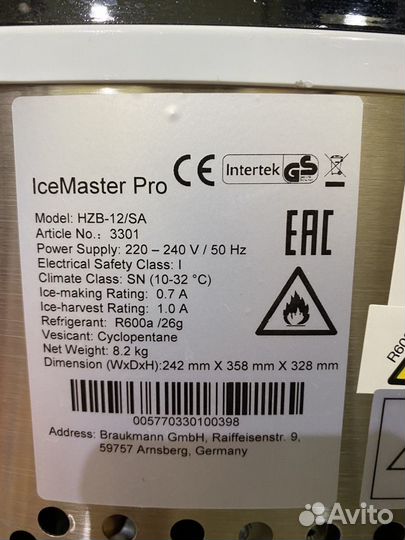 CE Intertek GS
IceMaster Pro
Model: HZB-12/SA
Article No.: 3301
Power Supply: 220 – 240 V / 50 Hz
Electrical Safety Class: I
Climate Class: SN (10-32 °C)
Ice-making Rating: 0.7 A
Ice-harvest Rating: 1.0 A
Refrigerant: R600a /26g
Vesicant: Cyclopentane
Net Weight: 8.2 kg
Dimension (WxDxH): 242 mm X 358 mm X 328 mm
EAC
005770330100398
Address: Braukmann GmbH, Raiffeisenstr. 9,
59757 Arnsberg, Germany
Avito